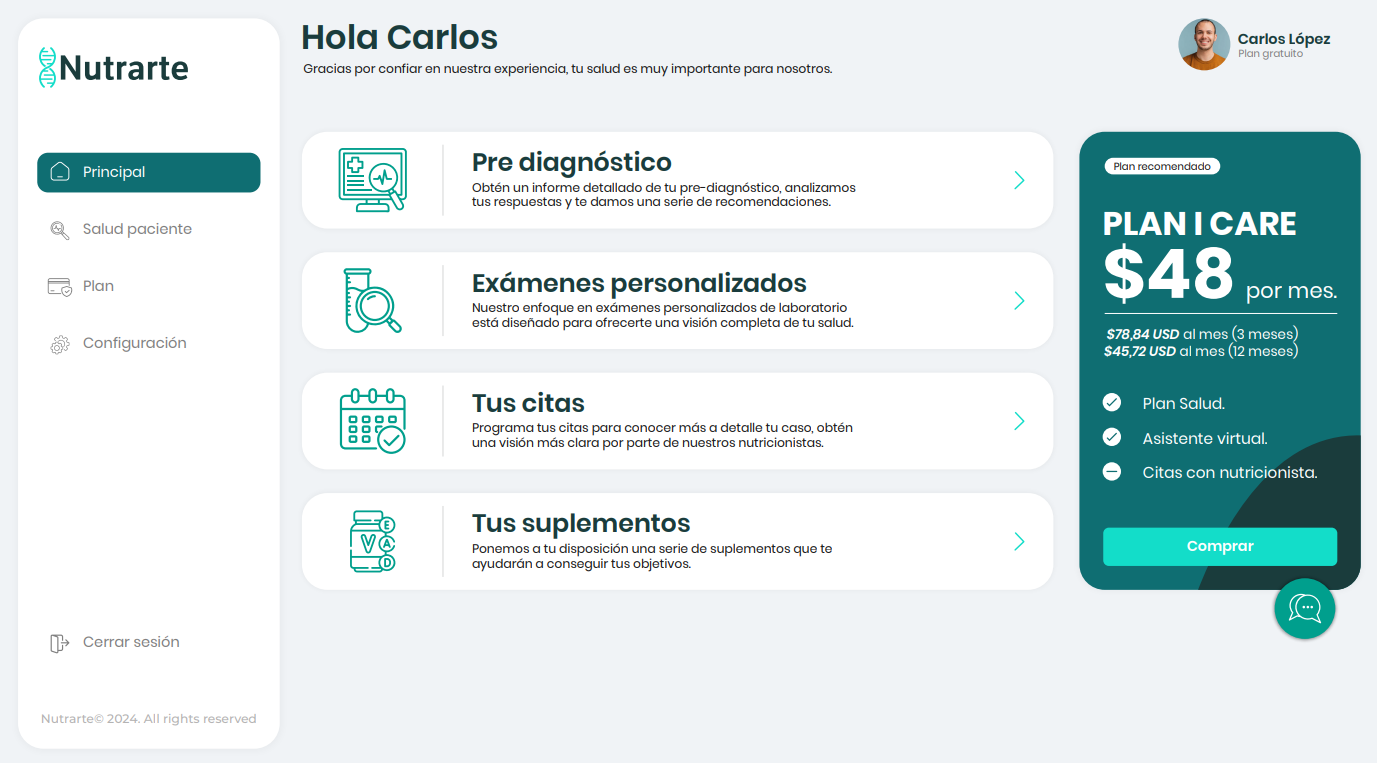 Nutrarte
Principal
Salud paciente
Plan
Configuración
Cerrar sesión
Nutrarte© 2024. All rights reserved
Hola Carlos
Gracias por confiar en nuestra experiencia, tu salud es muy importante para nosotros.
Carlos López
Plan gratuito
Pre diagnóstico
Obtén un informe detallado de tu pre-diagnóstico, analizamos
tus respuestas y te damos una serie de recomendaciones.
Exámenes personalizados
Nuestro enfoque en exámenes personalizados de laboratorio
está diseñado para ofrecerte una visión completa de tu salud.
Tus citas
Programa tus citas para conocer más a detalle tu caso, obtén
una visión más clara por parte de nuestros nutricionistas.
V
E
A
D
Tus suplementos
Ponemos a tu disposición una serie de suplementos que te
ayudarán a conseguir tus objetivos.
Plan recomendado
PLAN I CARE
$48 por mes.
$78,84 USD al mes (3 meses)
$45,72 USD al mes (12 meses)
Plan Salud.
Asistente virtual.
Citas con nutricionista.
Comprar